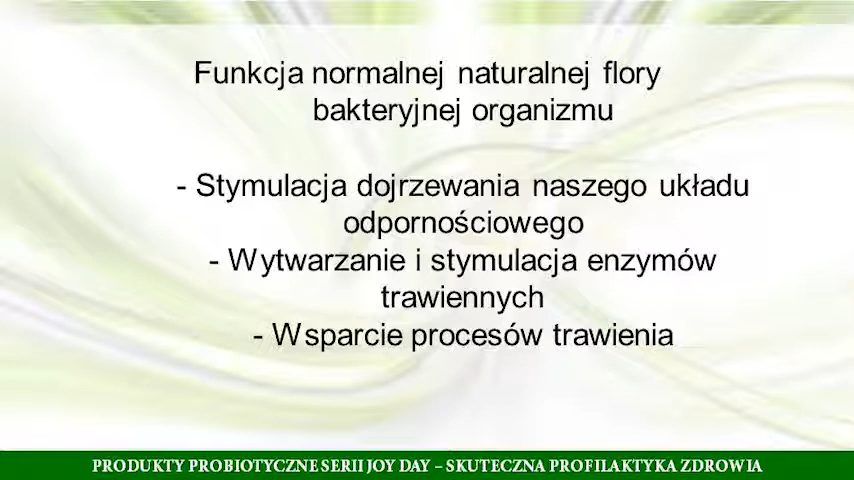 Funkcja normalnej naturalnej flory
bakteryjnej organizmu
- Stymulacja dojrzewania naszego układu
odpornościowego
- Wytwarzanie i stymulacja enzymów
trawiennych
- Wsparcie procesów trawienia
PRODUKTY PROBIOTYCZNE SERII JOY DAY – SKUTECZNA PROFILAKTYKA ZDROWIA